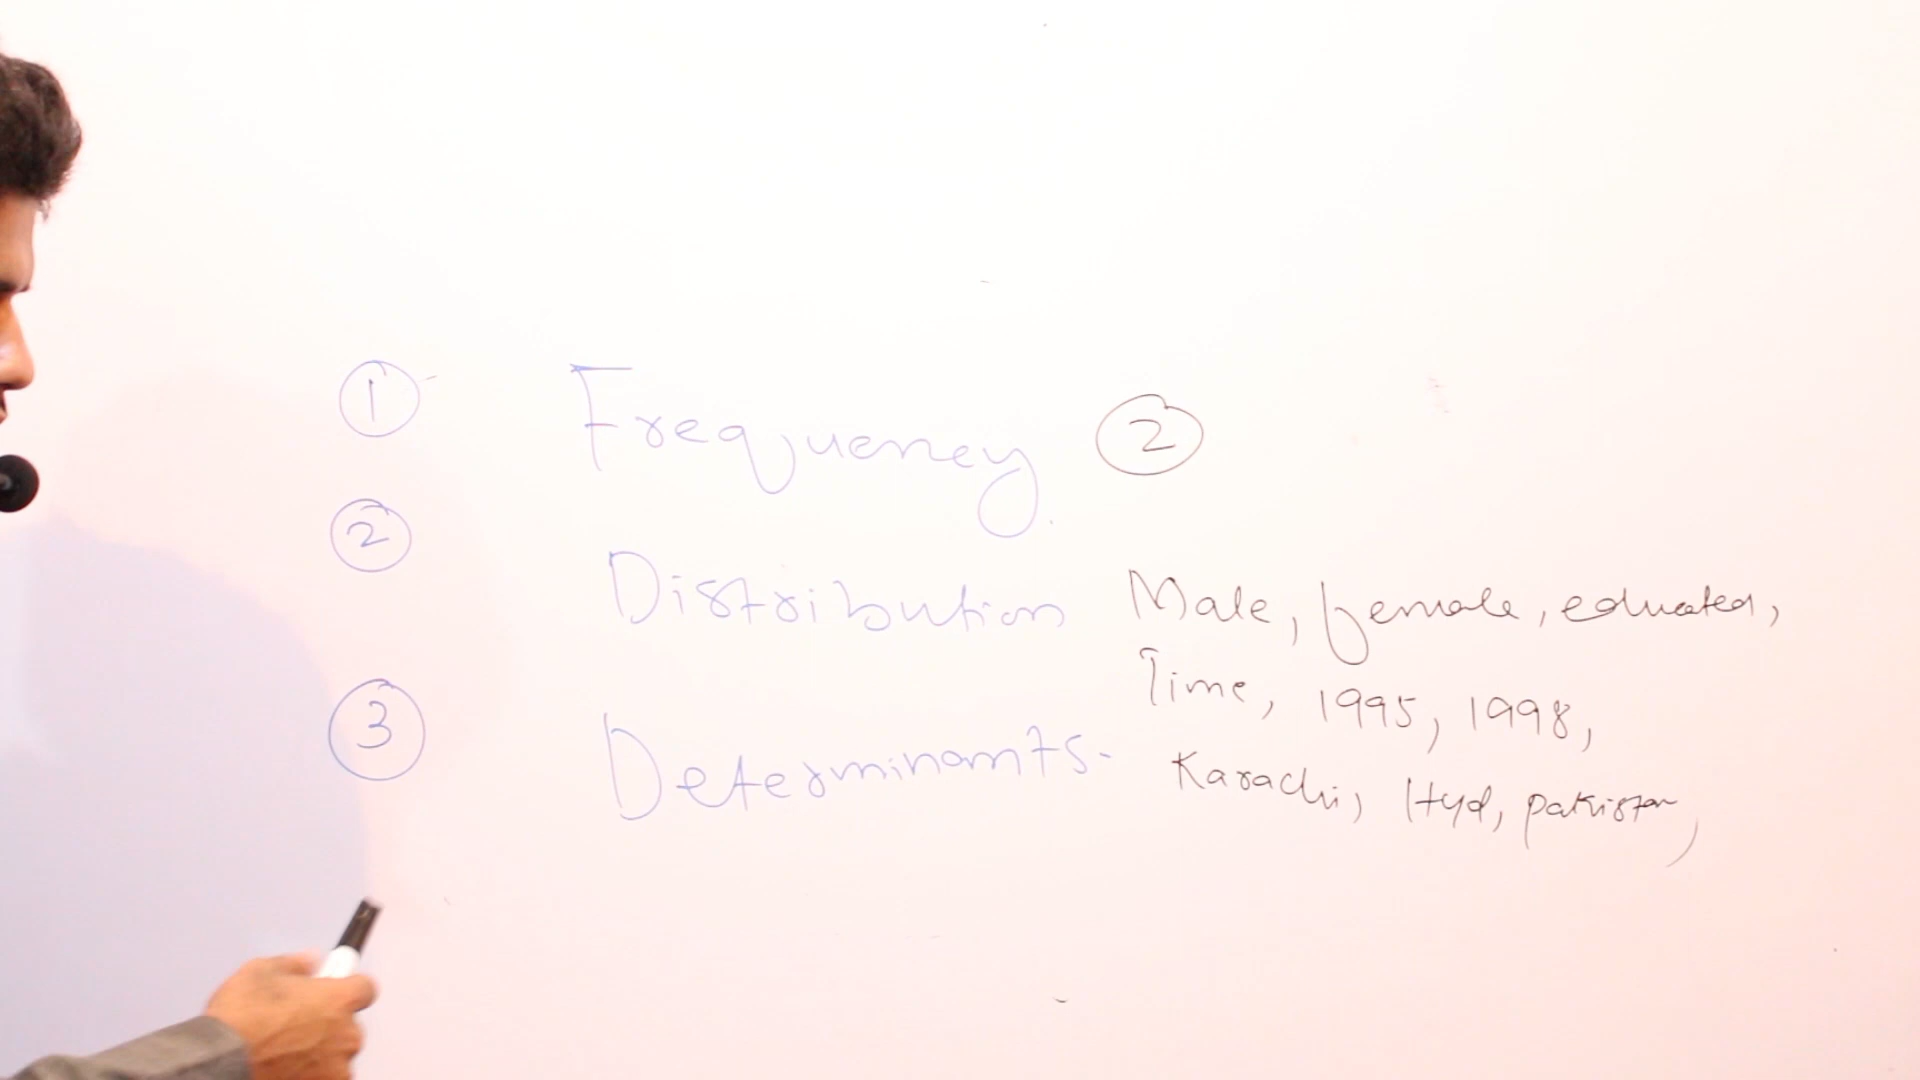 1 Frequency 2
2 Distribution Male, female, educated,
Time, 1995, 1998,
3 Determinants.
Karachi, Hyd, pakistan,